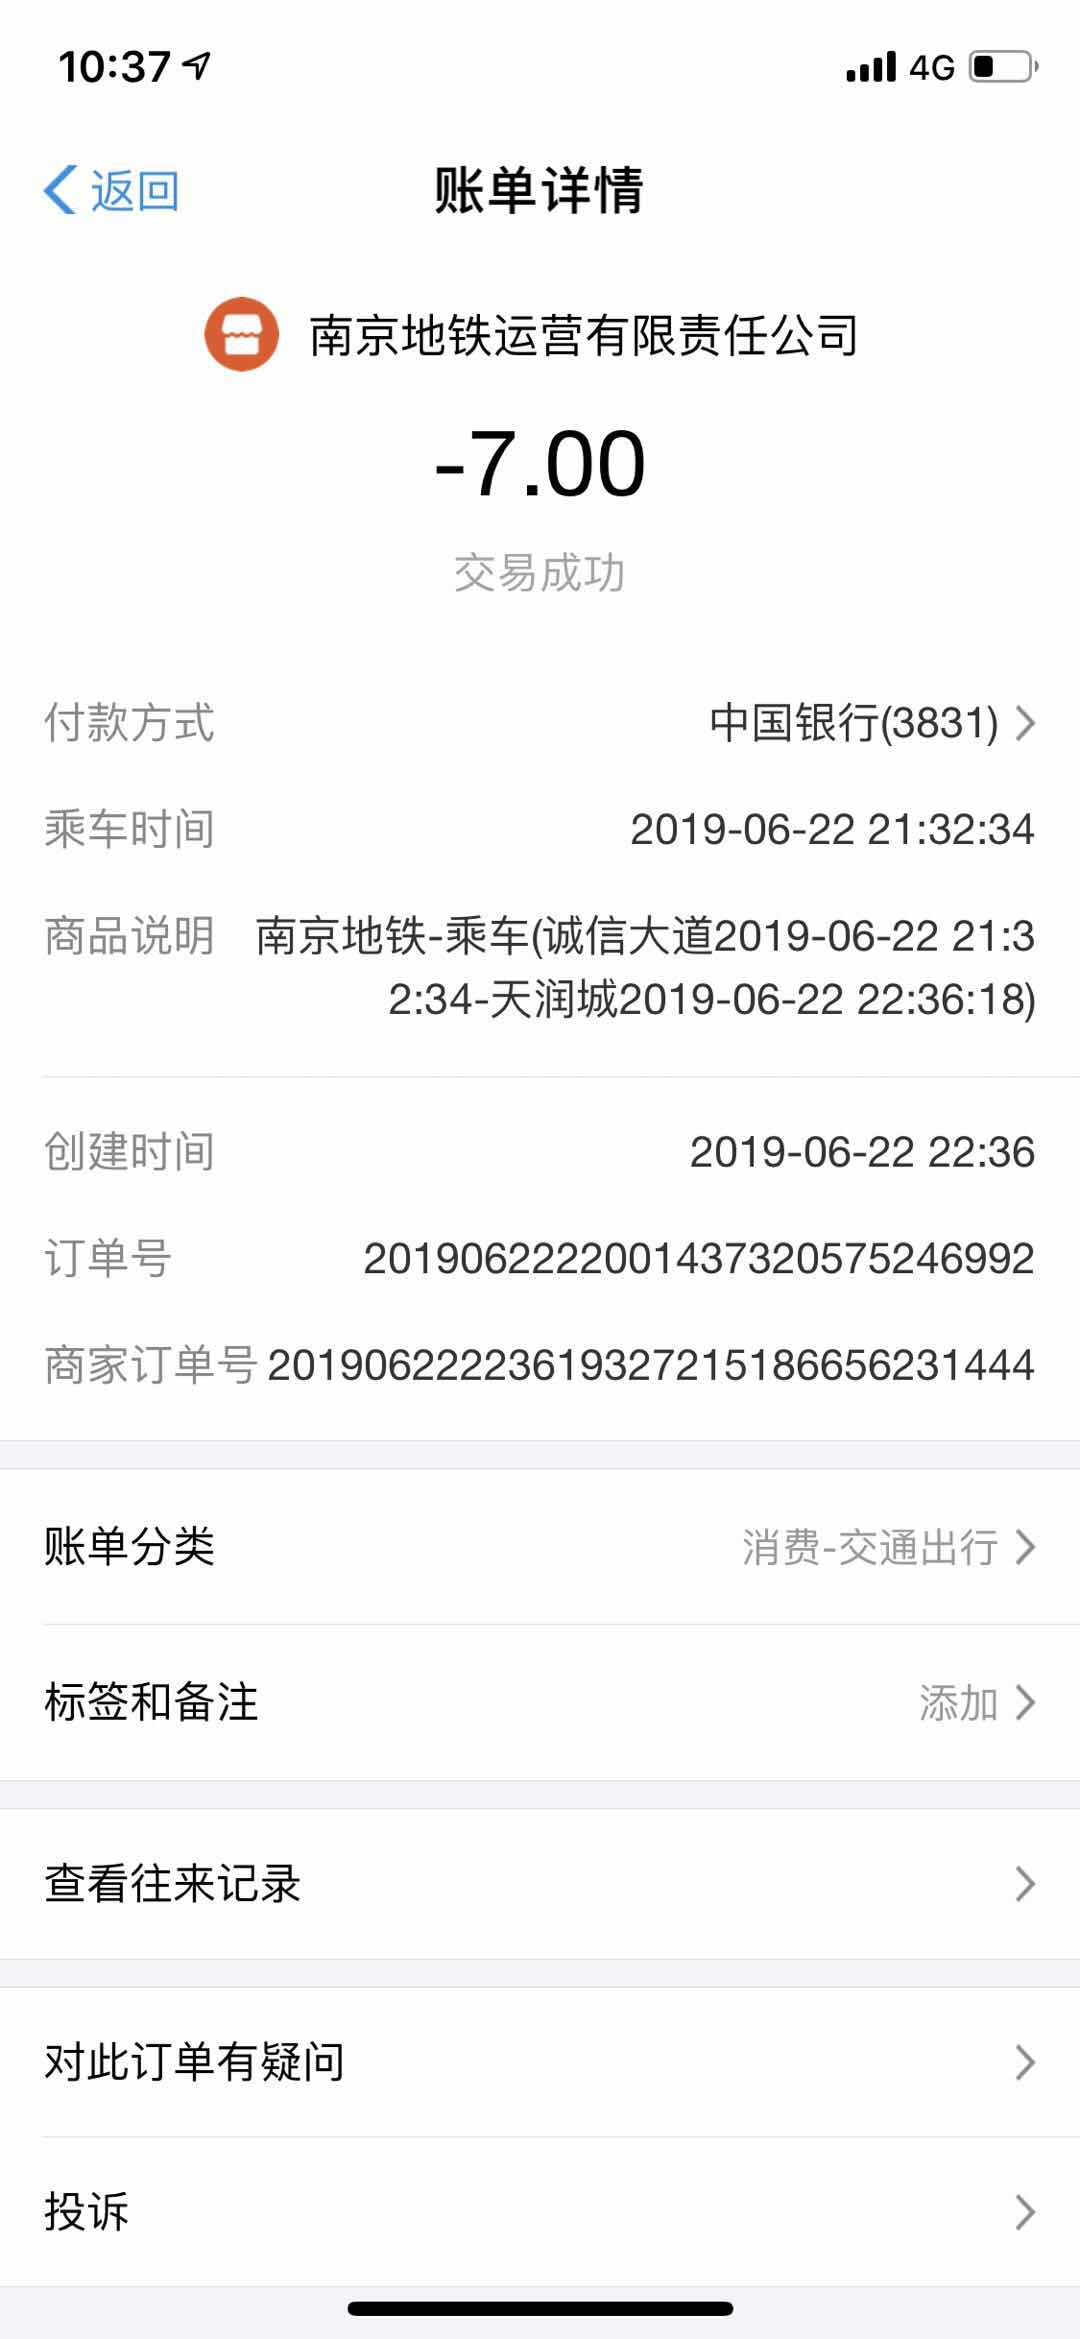 10:37
4G
返回
账单详情
南京地铁运营有限责任公司
-7.00
交易成功
付款方式 中国银行(3831)
乘车时间 2019-06-22 21:32:34
商品说明 南京地铁-乘车(诚信大道2019-06-22 21:3
2:34-天润城2019-06-22 22:36:18)
创建时间 2019-06-22 22:36
订单号 2019062222001437320575246992
商家订单号 20190622223619327215186656231444
账单分类 消费-交通出行
标签和备注 添加
查看往来记录
对此订单有疑问
投诉